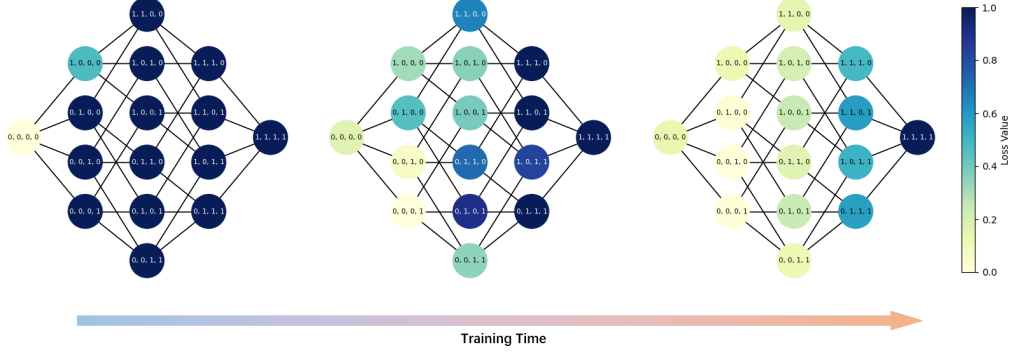 1, 1, 0, 0
1, 0, 0, 0
1, 0, 1, 0
1, 1, 1, 0
0, 1, 0, 0
1, 0, 0, 1
1, 1, 0, 1
0, 0, 0, 0
1, 1, 1, 1
0, 0, 1, 0
0, 1, 1, 0
1, 0, 1, 1
0, 0, 0, 1
0, 1, 0, 1
0, 1, 1, 1
0, 0, 1, 1
1, 1, 0, 0
1, 0, 0, 0
1, 0, 1, 0
1, 1, 1, 0
0, 1, 0, 0
1, 0, 0, 1
1, 1, 0, 1
0, 0, 0, 0
1, 1, 1, 1
0, 0, 1, 0
0, 1, 1, 0
1, 0, 1, 1
0, 0, 0, 1
0, 1, 0, 1
0, 1, 1, 1
0, 0, 1, 1
1, 1, 0, 0
1, 0, 0, 0
1, 0, 1, 0
1, 1, 1, 0
0, 1, 0, 0
1, 0, 0, 1
1, 1, 0, 1
0, 0, 0, 0
1, 1, 1, 1
0, 0, 1, 0
0, 1, 1, 0
1, 0, 1, 1
0, 0, 0, 1
0, 1, 0, 1
0, 1, 1, 1
0, 0, 1, 1
1.0
0.8
0.6
0.4
0.2
0.0
Loss Value
Training Time